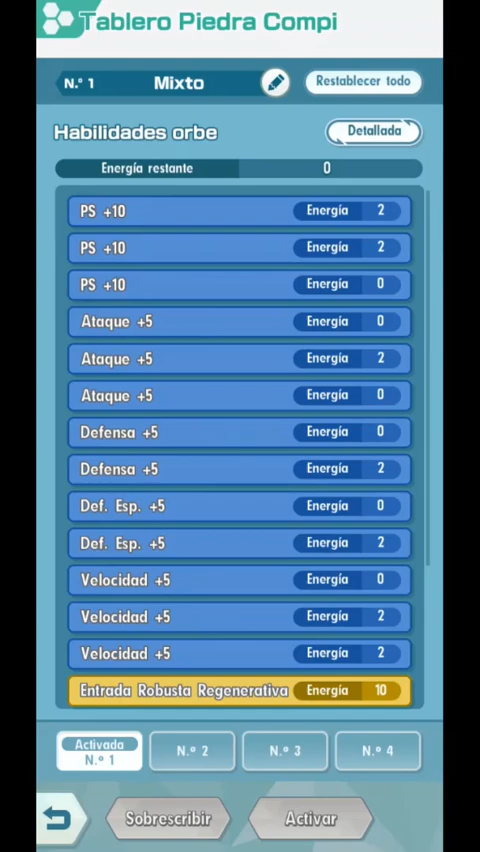 Tablero Piedra Compi
N.º 1 Mixto Restablecer todo
Habilidades orbe Detallada
Energía restante 0
PS +10 Energía 2
PS +10 Energía 2
PS +10 Energía 0
Ataque +5 Energía 0
Ataque +5 Energía 2
Ataque +5 Energía 0
Defensa +5 Energía 0
Defensa +5 Energía 2
Def. Esp. +5 Energía 0
Def. Esp. +5 Energía 2
Velocidad +5 Energía 0
Velocidad +5 Energía 2
Velocidad +5 Energía 2
Entrada Robusta Regenerativa Energía 10
Activada
N.º 1 N.º 2 N.º 3 N.º 4
Sobrescribir Activar